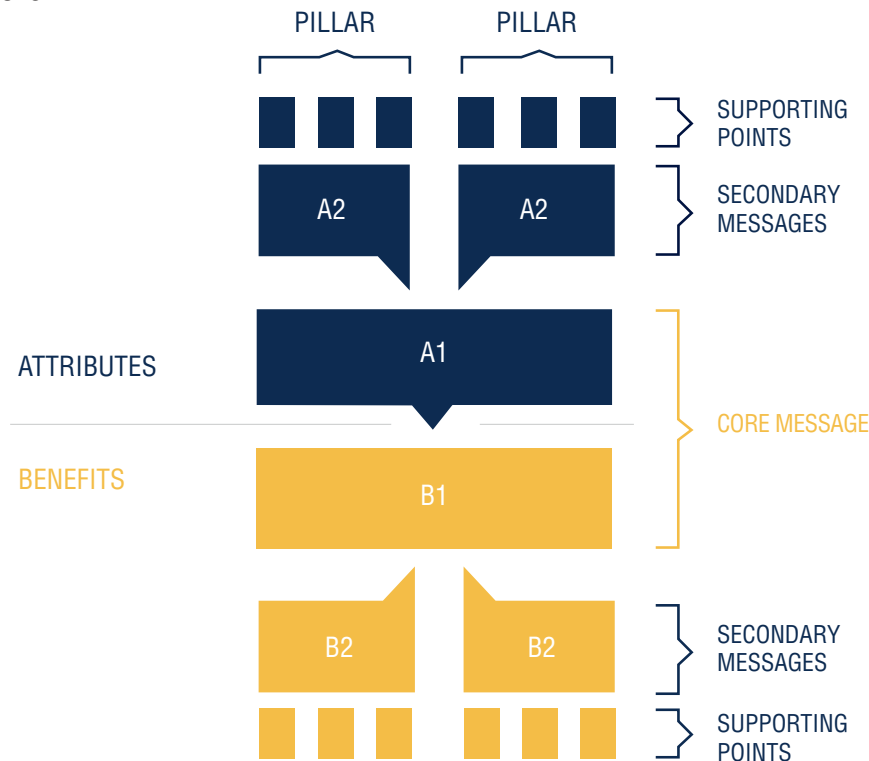 PILLAR PILLAR
SUPPORTING
POINTS
A2 A2
SECONDARY
MESSAGES
A1
ATTRIBUTES
CORE MESSAGE
BENEFITS
B1
B2 B2
SECONDARY
MESSAGES
SUPPORTING
POINTS